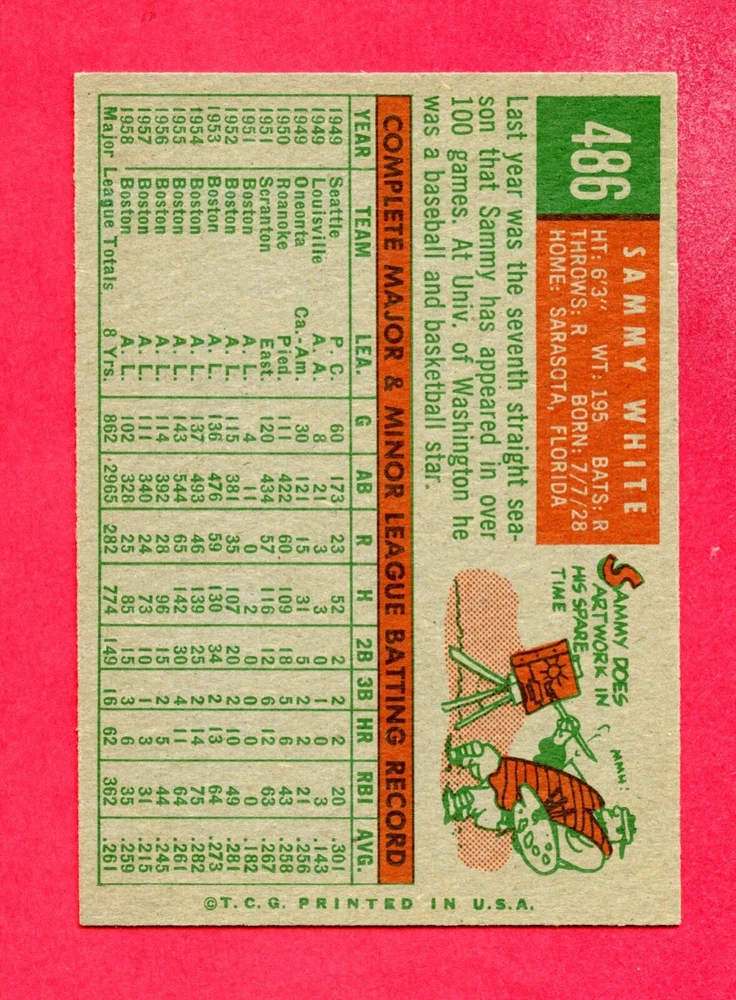 486
SAMMY WHITE
HT: 6'3" WT: 195 BATS: R
THROWS: R BORN: 7/7/28
HOME: SARASOTA, FLORIDA
Last year was the seventh straight sea-
son that Sammy has appeared in over
100 games. At Univ. of Washington he
was a baseball and basketball star.
SAMMY DOES
ARTWORK IN
HIS SPARE
TIME
MMH!
COMPLETE MAJOR & MINOR LEAGUE BATTING RECORD
YEAR TEAM LEA. G AB R H 2B 3B HR RBI AVG.
1949 Seattle P. C. 60 173 23 52 2 2 2 20 .301
1949 Louisville A. A. 8 21 3 3 0 0 0 3 .143
1949 Oneonta Ca.-Am. 30 121 15 31 5 2 2 21 .256
1950 Roanoke Pied. 111 422 60 109 18 5 6 43 .258
1951 Scranton East. 120 434 57 116 12 6 12 63 .267
1951 Boston A. L. 4 11 0 2 0 0 0 0 .182
1952 Boston A. L. 115 381 35 107 20 2 10 49 .281
1953 Boston A. L. 136 476 59 130 34 2 13 64 .273
1954 Boston A. L. 137 493 46 139 25 2 14 75 .282
1955 Boston A. L. 143 544 65 142 30 4 11 64 .261
1956 Boston A. L. 114 392 28 96 15 2 5 44 .245
1957 Boston A. L. 111 340 24 73 10 1 3 31 .215
1958 Boston A. L. 102 328 25 85 15 3 6 35 .259
Major League Totals 8 Yrs. 862 2965 282 774 149 16 62 362 .261
©T.C.G. PRINTED IN U.S.A.